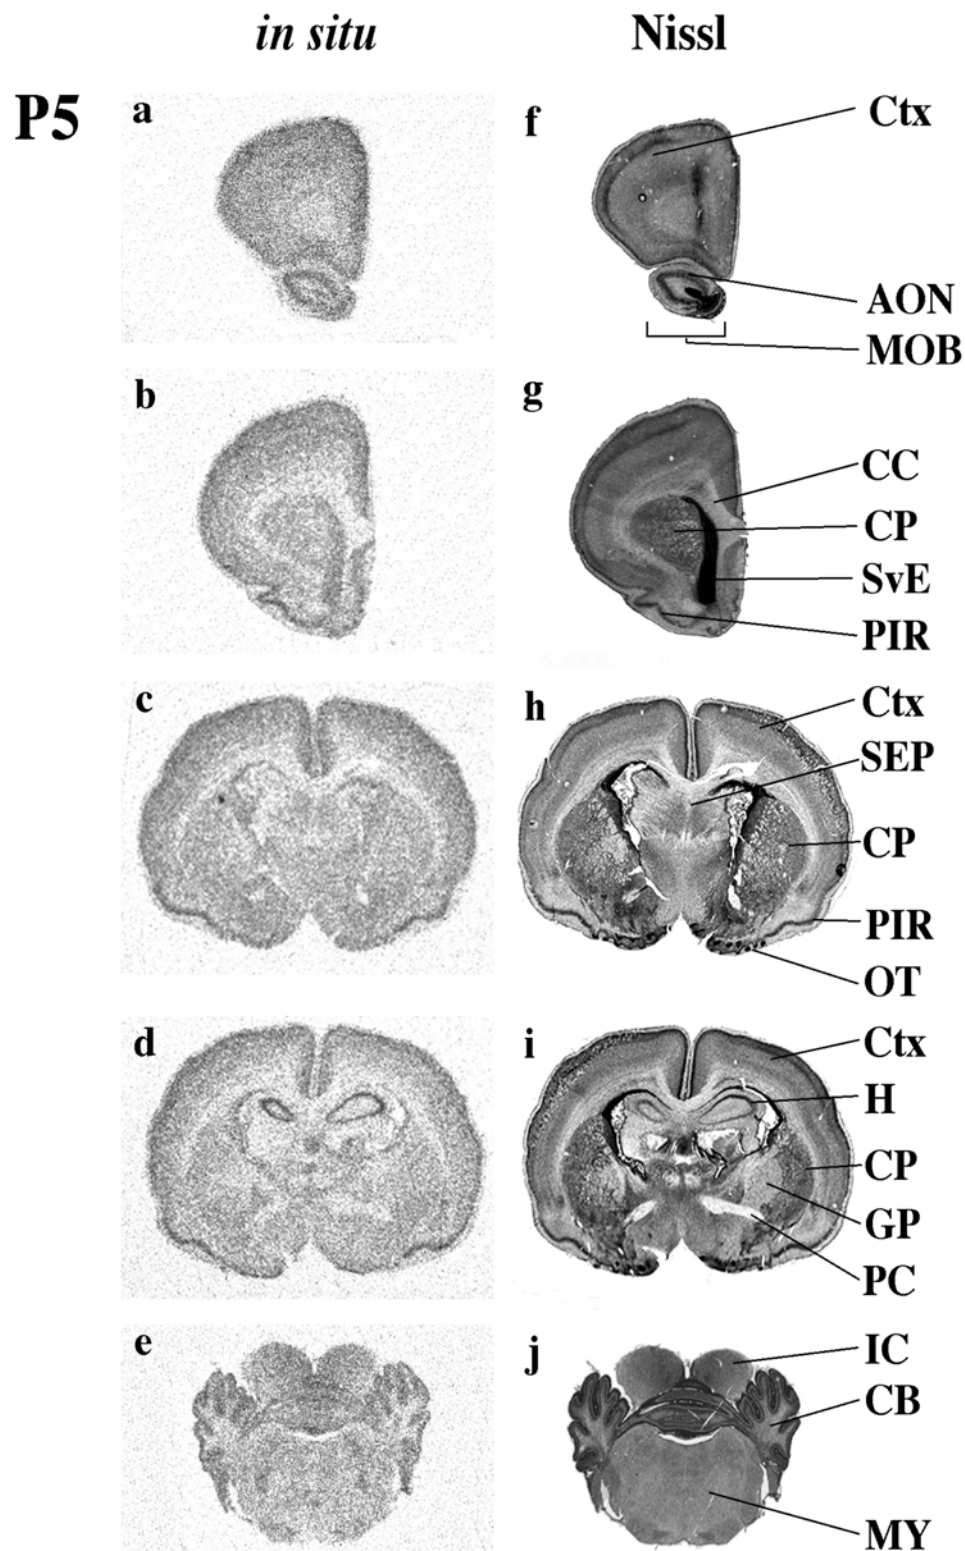 in situ Nissl
P5
a f Ctx
AON
MOB
b g CC
CP
SvE
PIR
c h Ctx
SEP
CP
PIR
OT
d i Ctx
H
CP
GP
PC
e j IC
CB
MY